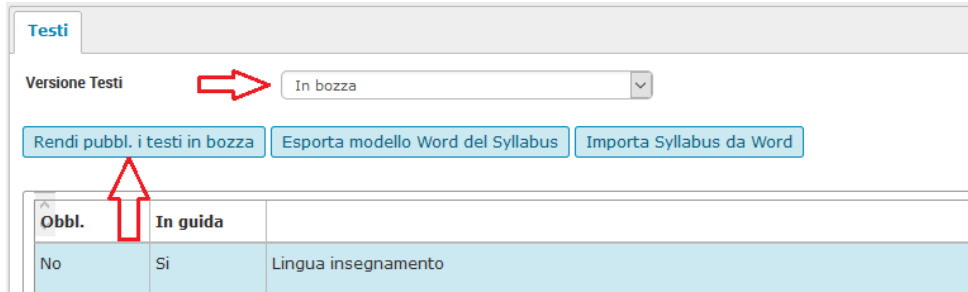 Testi
Versione Testi In bozza
Rendi pubbl. i testi in bozza Esporta modello Word del Syllabus Importa Syllabus da Word
Obbl. In guida
No Si Lingua insegnamento